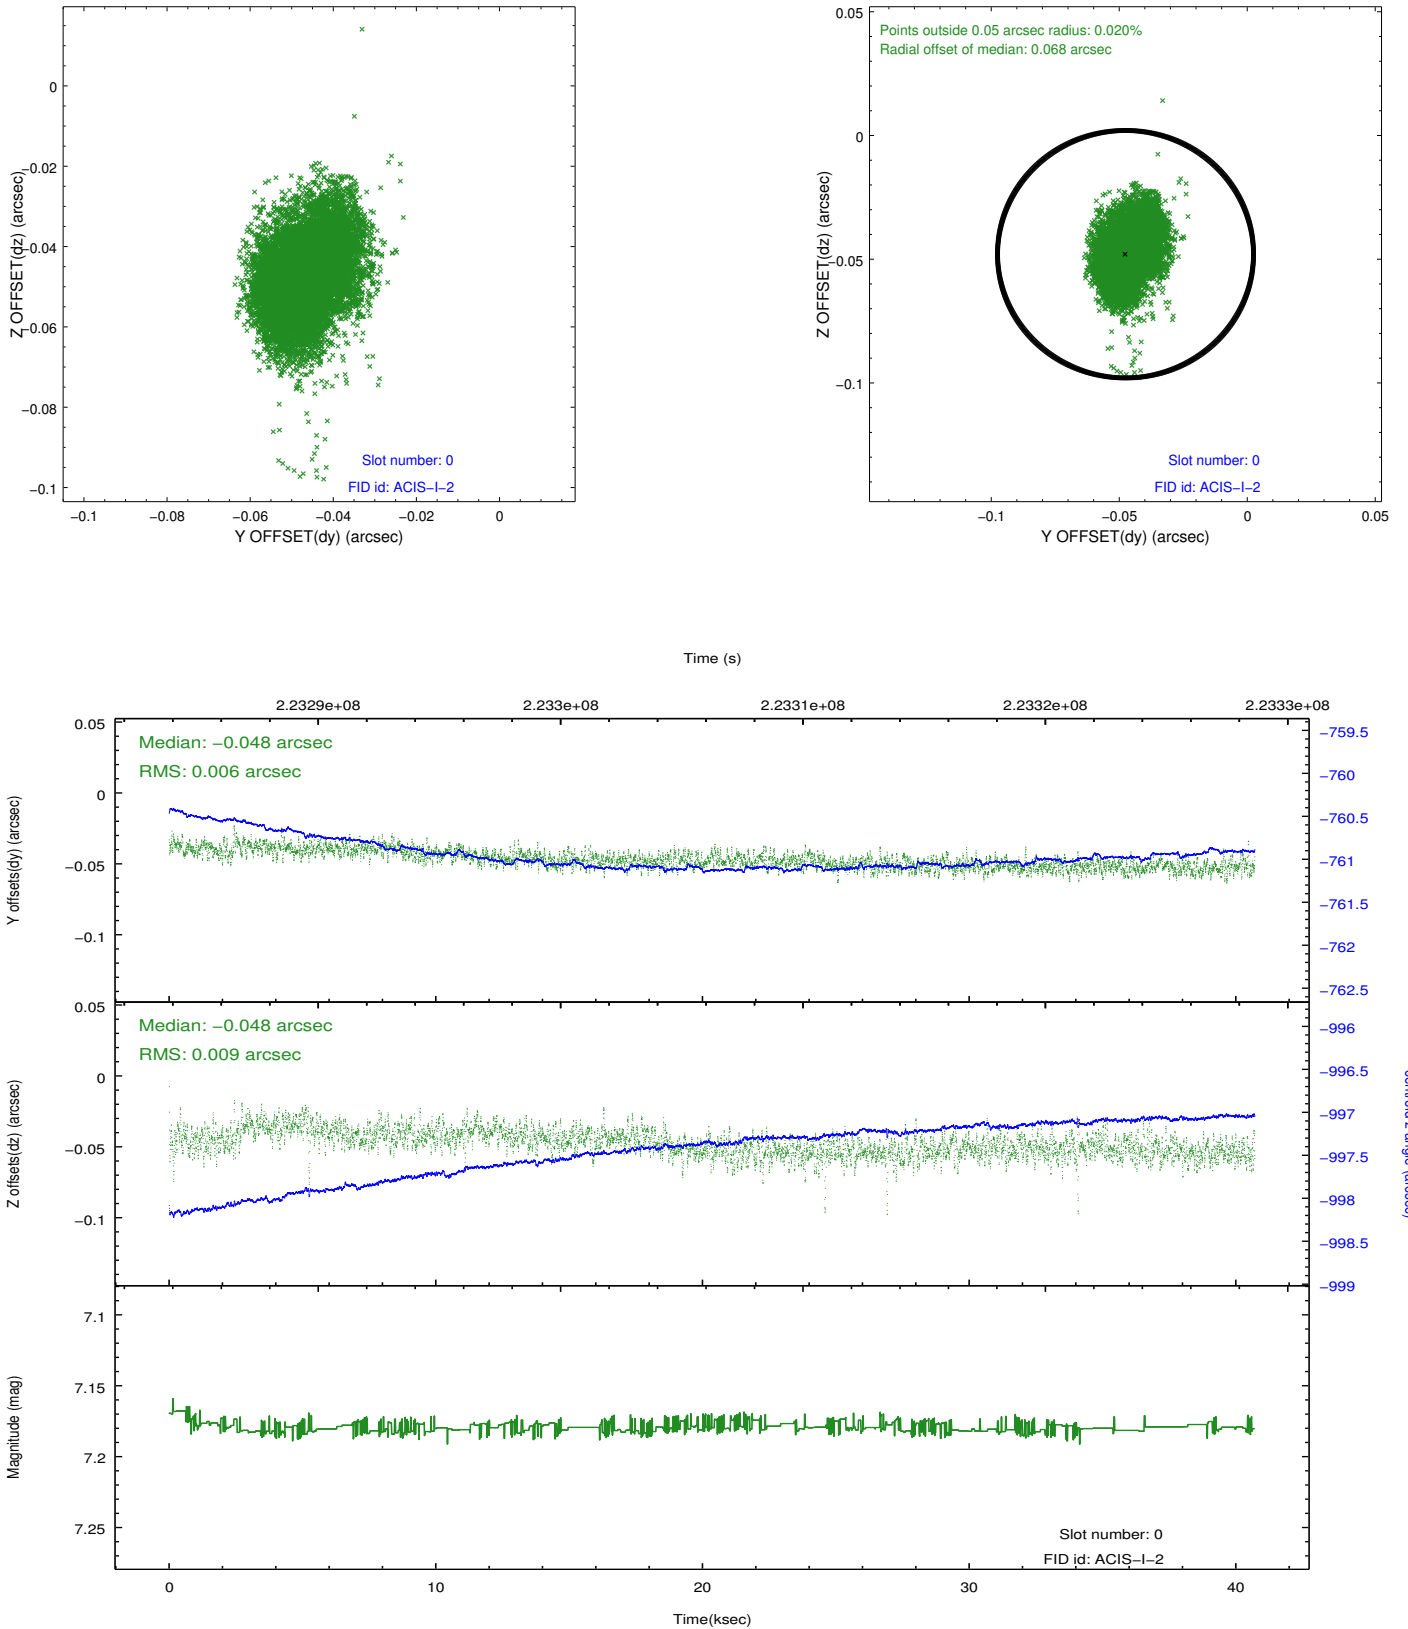 0
−0.02
−0.04
−0.06
−0.08
−0.1
Z OFFSET(dz) (arcsec)
Slot number: 0
FID id: ACIS−I−2
−0.1 −0.08 −0.06 −0.04 −0.02 0
Y OFFSET(dy) (arcsec)
Points outside 0.05 arcsec radius: 0.020%
Radial offset of median: 0.068 arcsec
0.05
0
−0.05
−0.1
Z OFFSET(dz) (arcsec)
Slot number: 0
FID id: ACIS−I−2
−0.1 −0.05 0 0.05
Y OFFSET(dy) (arcsec)
Time (s)
2.2329e+08 2.233e+08 2.2331e+08 2.2332e+08 2.2333e+08
Median: −0.048 arcsec
RMS: 0.006 arcsec
0.05
0
−0.05
−0.1
Y offsets(dy) (arcsec)
−759.5
−760
−760.5
−761
−761.5
−762
−762.5
Median: −0.048 arcsec
RMS: 0.009 arcsec
0.05
0
−0.05
−0.1
Z offsets(dz) (arcsec)
−996
−996.5
−997
−997.5
−998
−998.5
−999
7.1
7.15
7.2
7.25
Magnitude (mag)
Slot number: 0
FID id: ACIS−I−2
0 10 20 30 40
Time(ksec)